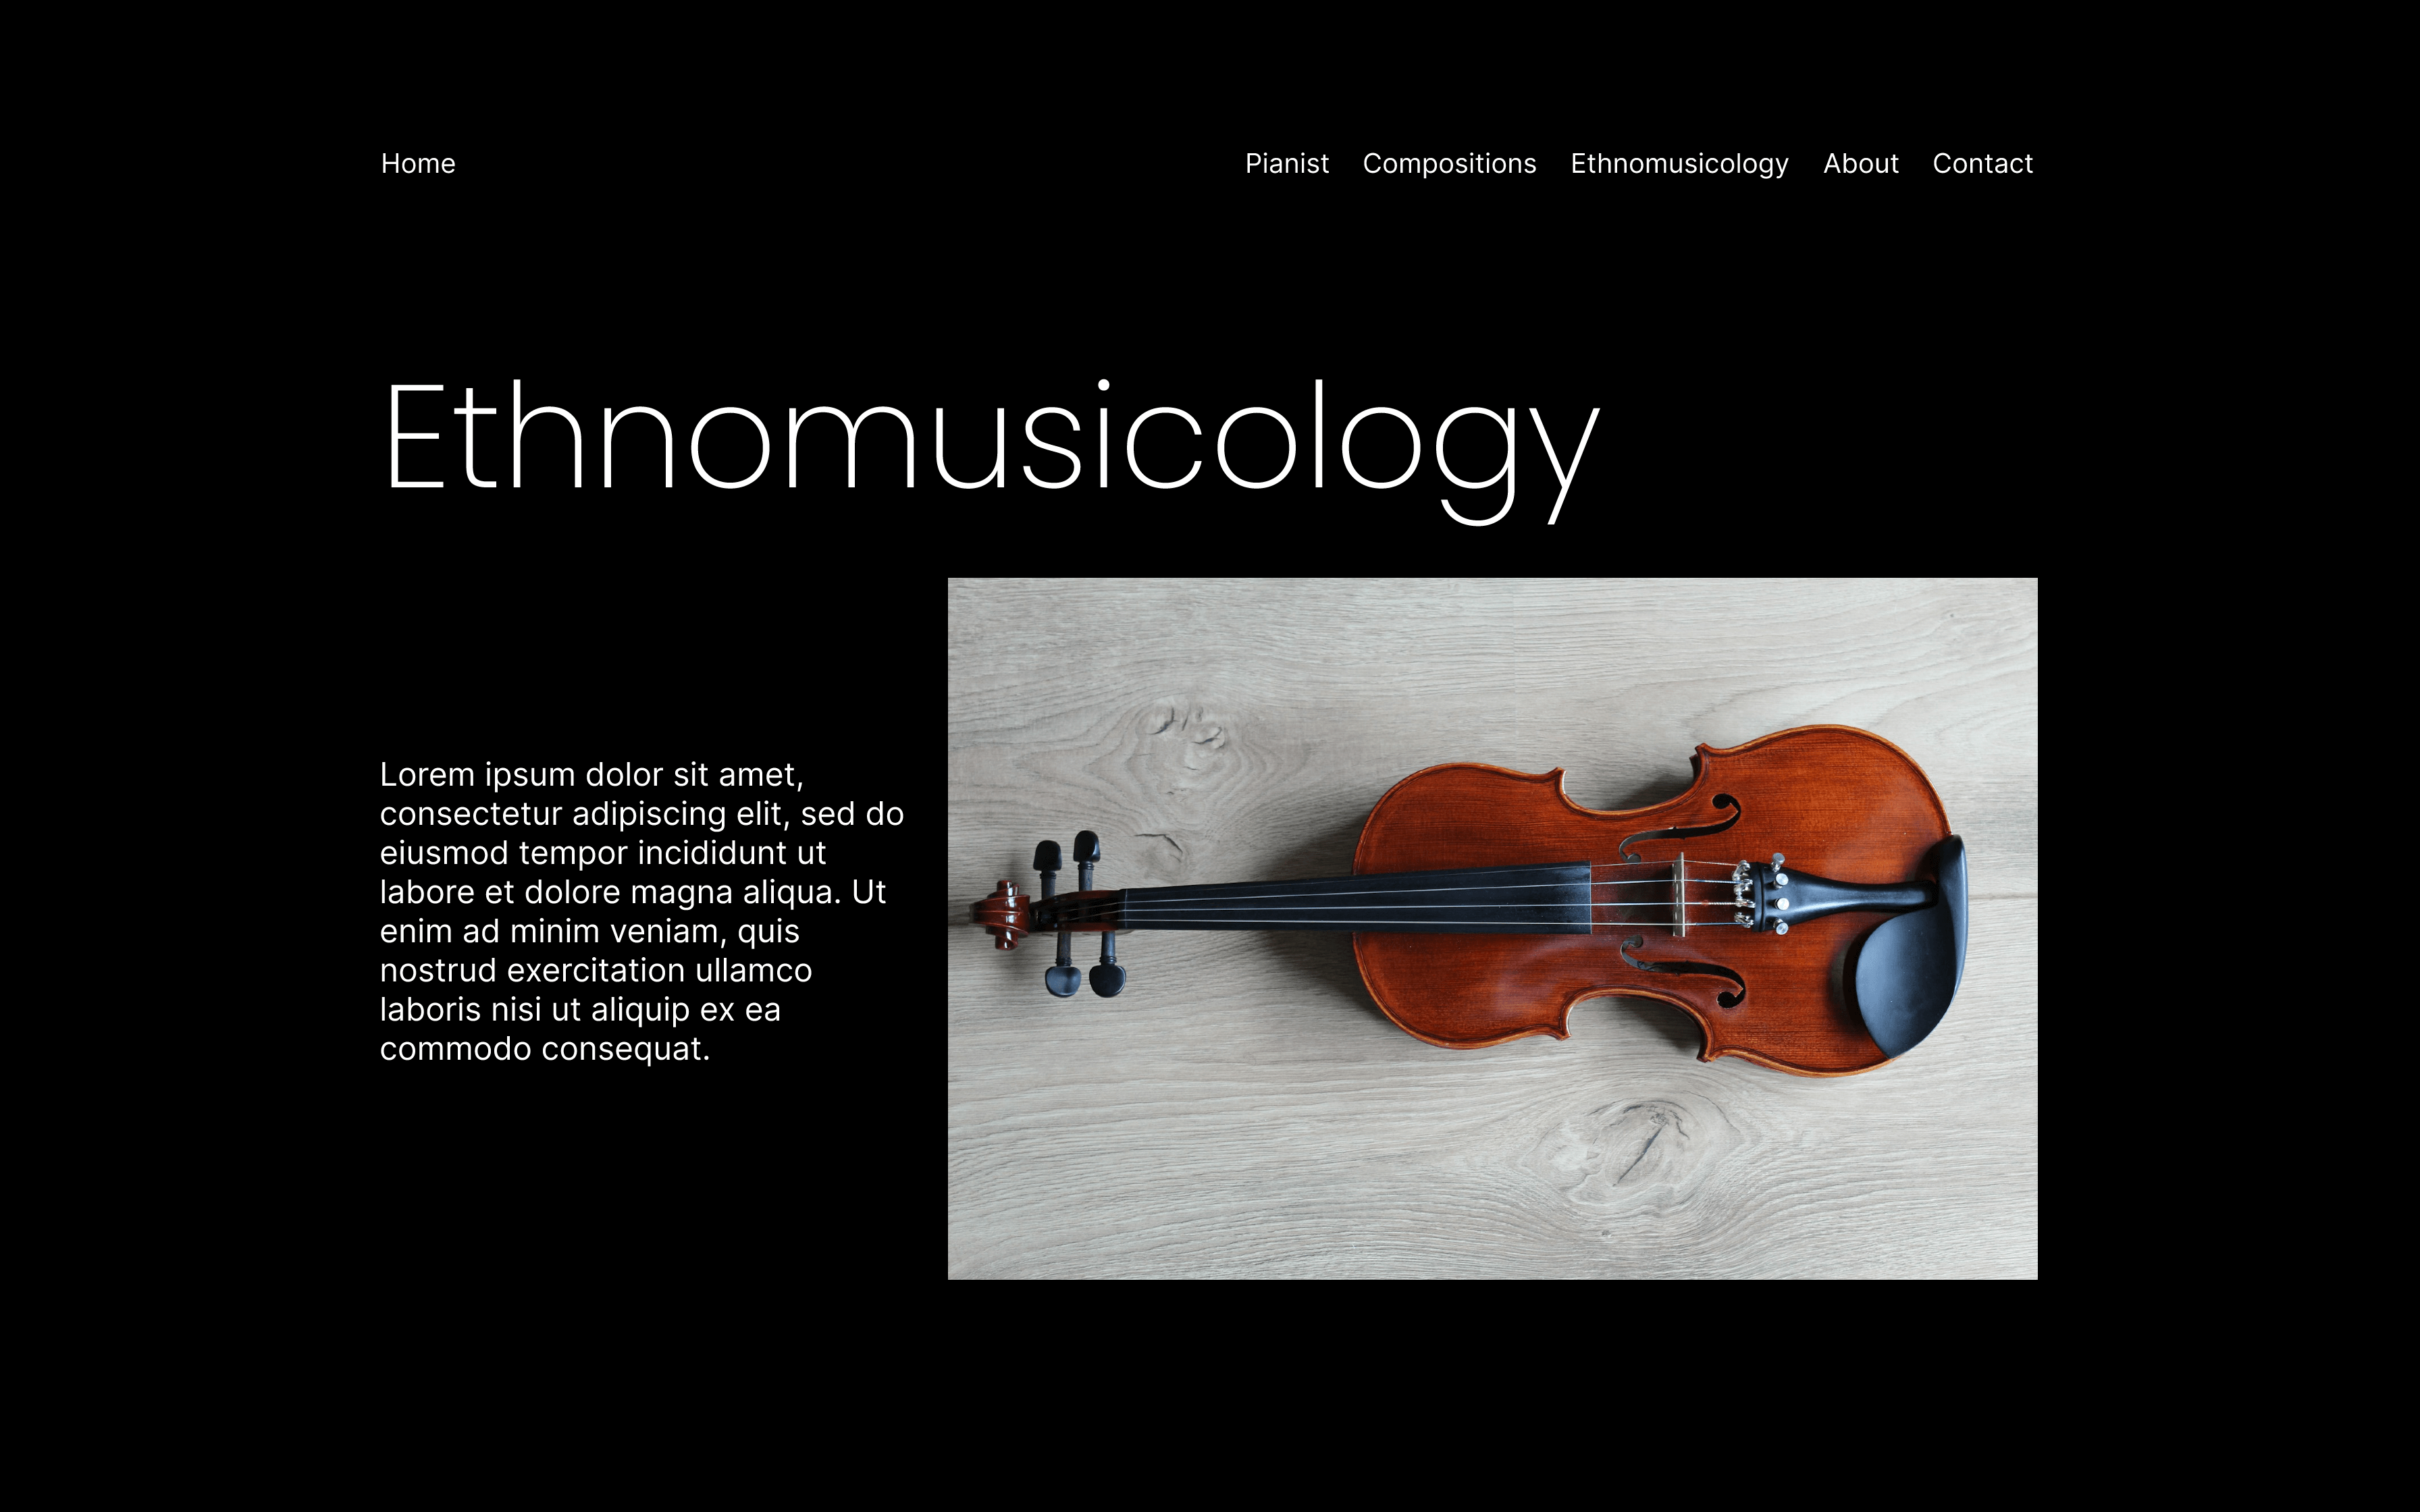 Home
Pianist Compositions Ethnomusicology About Contact
Ethnomusicology
Lorem ipsum dolor sit amet,
consectetur adipiscing elit, sed do
eiusmod tempor incididunt ut
labore et dolore magna aliqua. Ut
enim ad minim veniam, quis
nostrud exercitation ullamco
laboris nisi ut aliquip ex ea
commodo consequat.